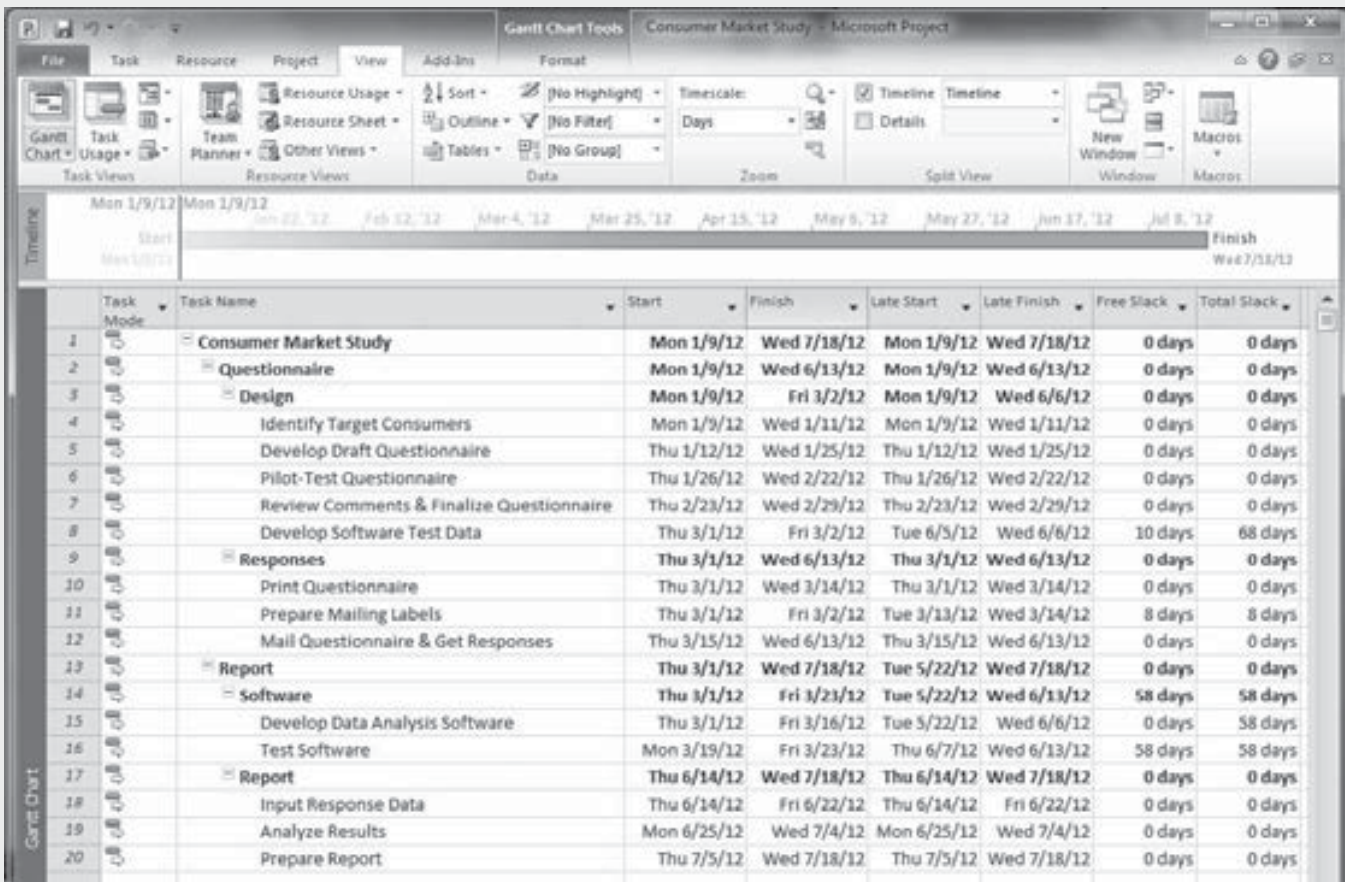 Gantt Chart Tools Consumer Market Study - Microsoft Project
File Task Resource Project View Add-Ins Format
Gantt Chart Task Usage Team Planner Resource Usage Resource Sheet Other Views Sort Outline Tables [No Highlight] [No Filter] [No Group] Timescale: Days Timeline Timeline Details New Window Macros
Task Views Resource Views Data Zoom Split View Window Macros
Timeline
Mon 1/9/12 Mon 1/9/12
Jan 22, '12 Feb 12, '12 Mar 4, '12 Mar 25, '12 Apr 15, '12 May 6, '12 May 27, '12 Jun 17, '12 Jul 8, '12
Start Finish
Mon 1/9/12 Wed 7/18/12
Task Mode Task Name Start Finish Late Start Late Finish Free Slack Total Slack
1 Consumer Market Study Mon 1/9/12 Wed 7/18/12 Mon 1/9/12 Wed 7/18/12 0 days 0 days
2 Questionnaire Mon 1/9/12 Wed 6/13/12 Mon 1/9/12 Wed 6/13/12 0 days 0 days
3 Design Mon 1/9/12 Fri 3/2/12 Mon 1/9/12 Wed 6/6/12 0 days 0 days
4 Identify Target Consumers Mon 1/9/12 Wed 1/11/12 Mon 1/9/12 Wed 1/11/12 0 days 0 days
5 Develop Draft Questionnaire Thu 1/12/12 Wed 1/25/12 Thu 1/12/12 Wed 1/25/12 0 days 0 days
6 Pilot-Test Questionnaire Thu 1/26/12 Wed 2/22/12 Thu 1/26/12 Wed 2/22/12 0 days 0 days
7 Review Comments & Finalize Questionnaire Thu 2/23/12 Wed 2/29/12 Thu 2/23/12 Wed 2/29/12 0 days 0 days
8 Develop Software Test Data Thu 3/1/12 Fri 3/2/12 Tue 6/5/12 Wed 6/6/12 10 days 68 days
9 Responses Thu 3/1/12 Wed 6/13/12 Thu 3/1/12 Wed 6/13/12 0 days 0 days
10 Print Questionnaire Thu 3/1/12 Wed 3/14/12 Thu 3/1/12 Wed 3/14/12 0 days 0 days
11 Prepare Mailing Labels Thu 3/1/12 Fri 3/2/12 Tue 3/13/12 Wed 3/14/12 8 days 8 days
12 Mail Questionnaire & Get Responses Thu 3/15/12 Wed 6/13/12 Thu 3/15/12 Wed 6/13/12 0 days 0 days
13 Report Thu 3/1/12 Wed 7/18/12 Tue 5/22/12 Wed 7/18/12 0 days 0 days
14 Software Thu 3/1/12 Fri 3/23/12 Tue 5/22/12 Wed 6/13/12 58 days 58 days
15 Develop Data Analysis Software Thu 3/1/12 Fri 3/16/12 Tue 5/22/12 Wed 6/6/12 0 days 58 days
16 Test Software Mon 3/19/12 Fri 3/23/12 Thu 6/7/12 Wed 6/13/12 58 days 58 days
17 Report Thu 6/14/12 Wed 7/18/12 Thu 6/14/12 Wed 7/18/12 0 days 0 days
18 Input Response Data Thu 6/14/12 Fri 6/22/12 Thu 6/14/12 Fri 6/22/12 0 days 0 days
19 Analyze Results Mon 6/25/12 Wed 7/4/12 Mon 6/25/12 Wed 7/4/12 0 days 0 days
20 Prepare Report Thu 7/5/12 Wed 7/18/12 Thu 7/5/12 Wed 7/18/12 0 days 0 days
Gantt Chart